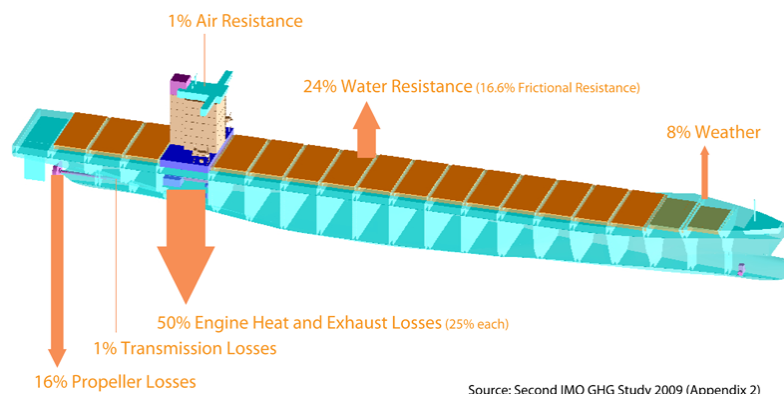 1% Air Resistance
24% Water Resistance (16.6% Frictional Resistance)
8% Weather
50% Engine Heat and Exhaust Losses (25% each)
1% Transmission Losses
16% Propeller Losses
Source: Second IMO GHG Study 2009 (Appendix 2)